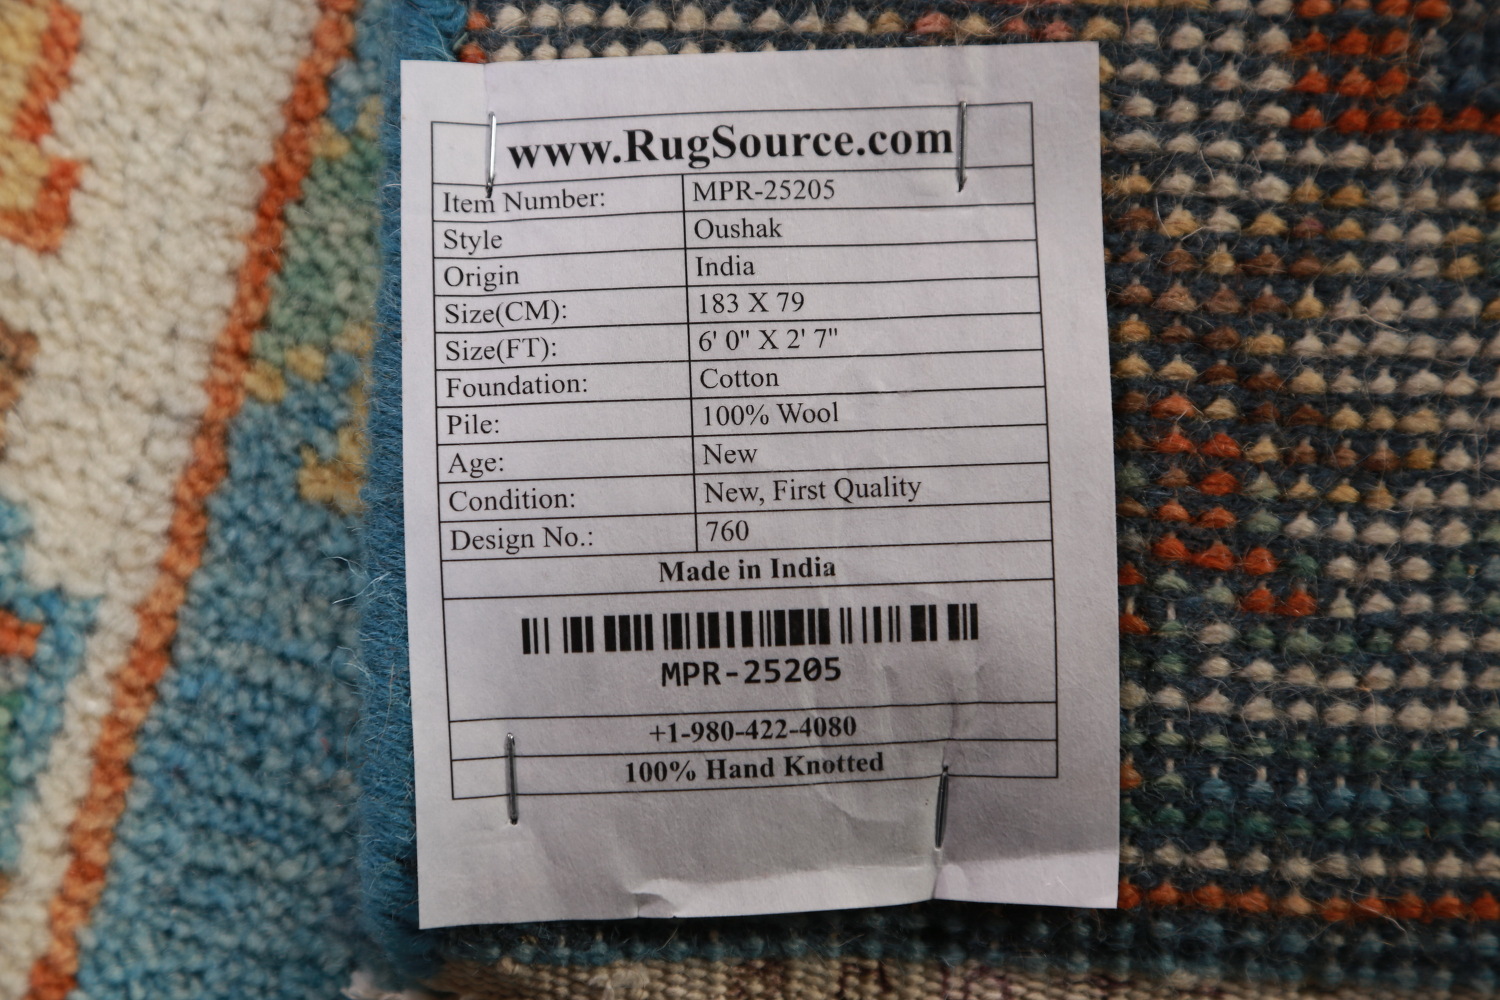 www.RugSource.com
Item Number: MPR-25205
Style Oushak
Origin India
Size(CM): 183 X 79
Size(FT): 6' 0" X 2' 7"
Foundation: Cotton
Pile: 100% Wool
Age: New
Condition: New, First Quality
Design No.: 760
Made in India
MPR-25205
+1-980-422-4080
100% Hand Knotted